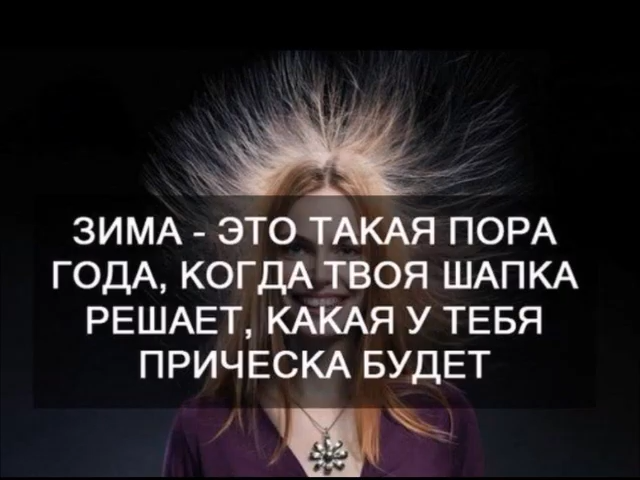 ЗИМА - ЭТО ТАКАЯ ПОРА
ГОДА, КОГДА ТВОЯ ШАПКА
РЕШАЕТ, КАКАЯ У ТЕБЯ
ПРИЧЕСКА БУДЕТ